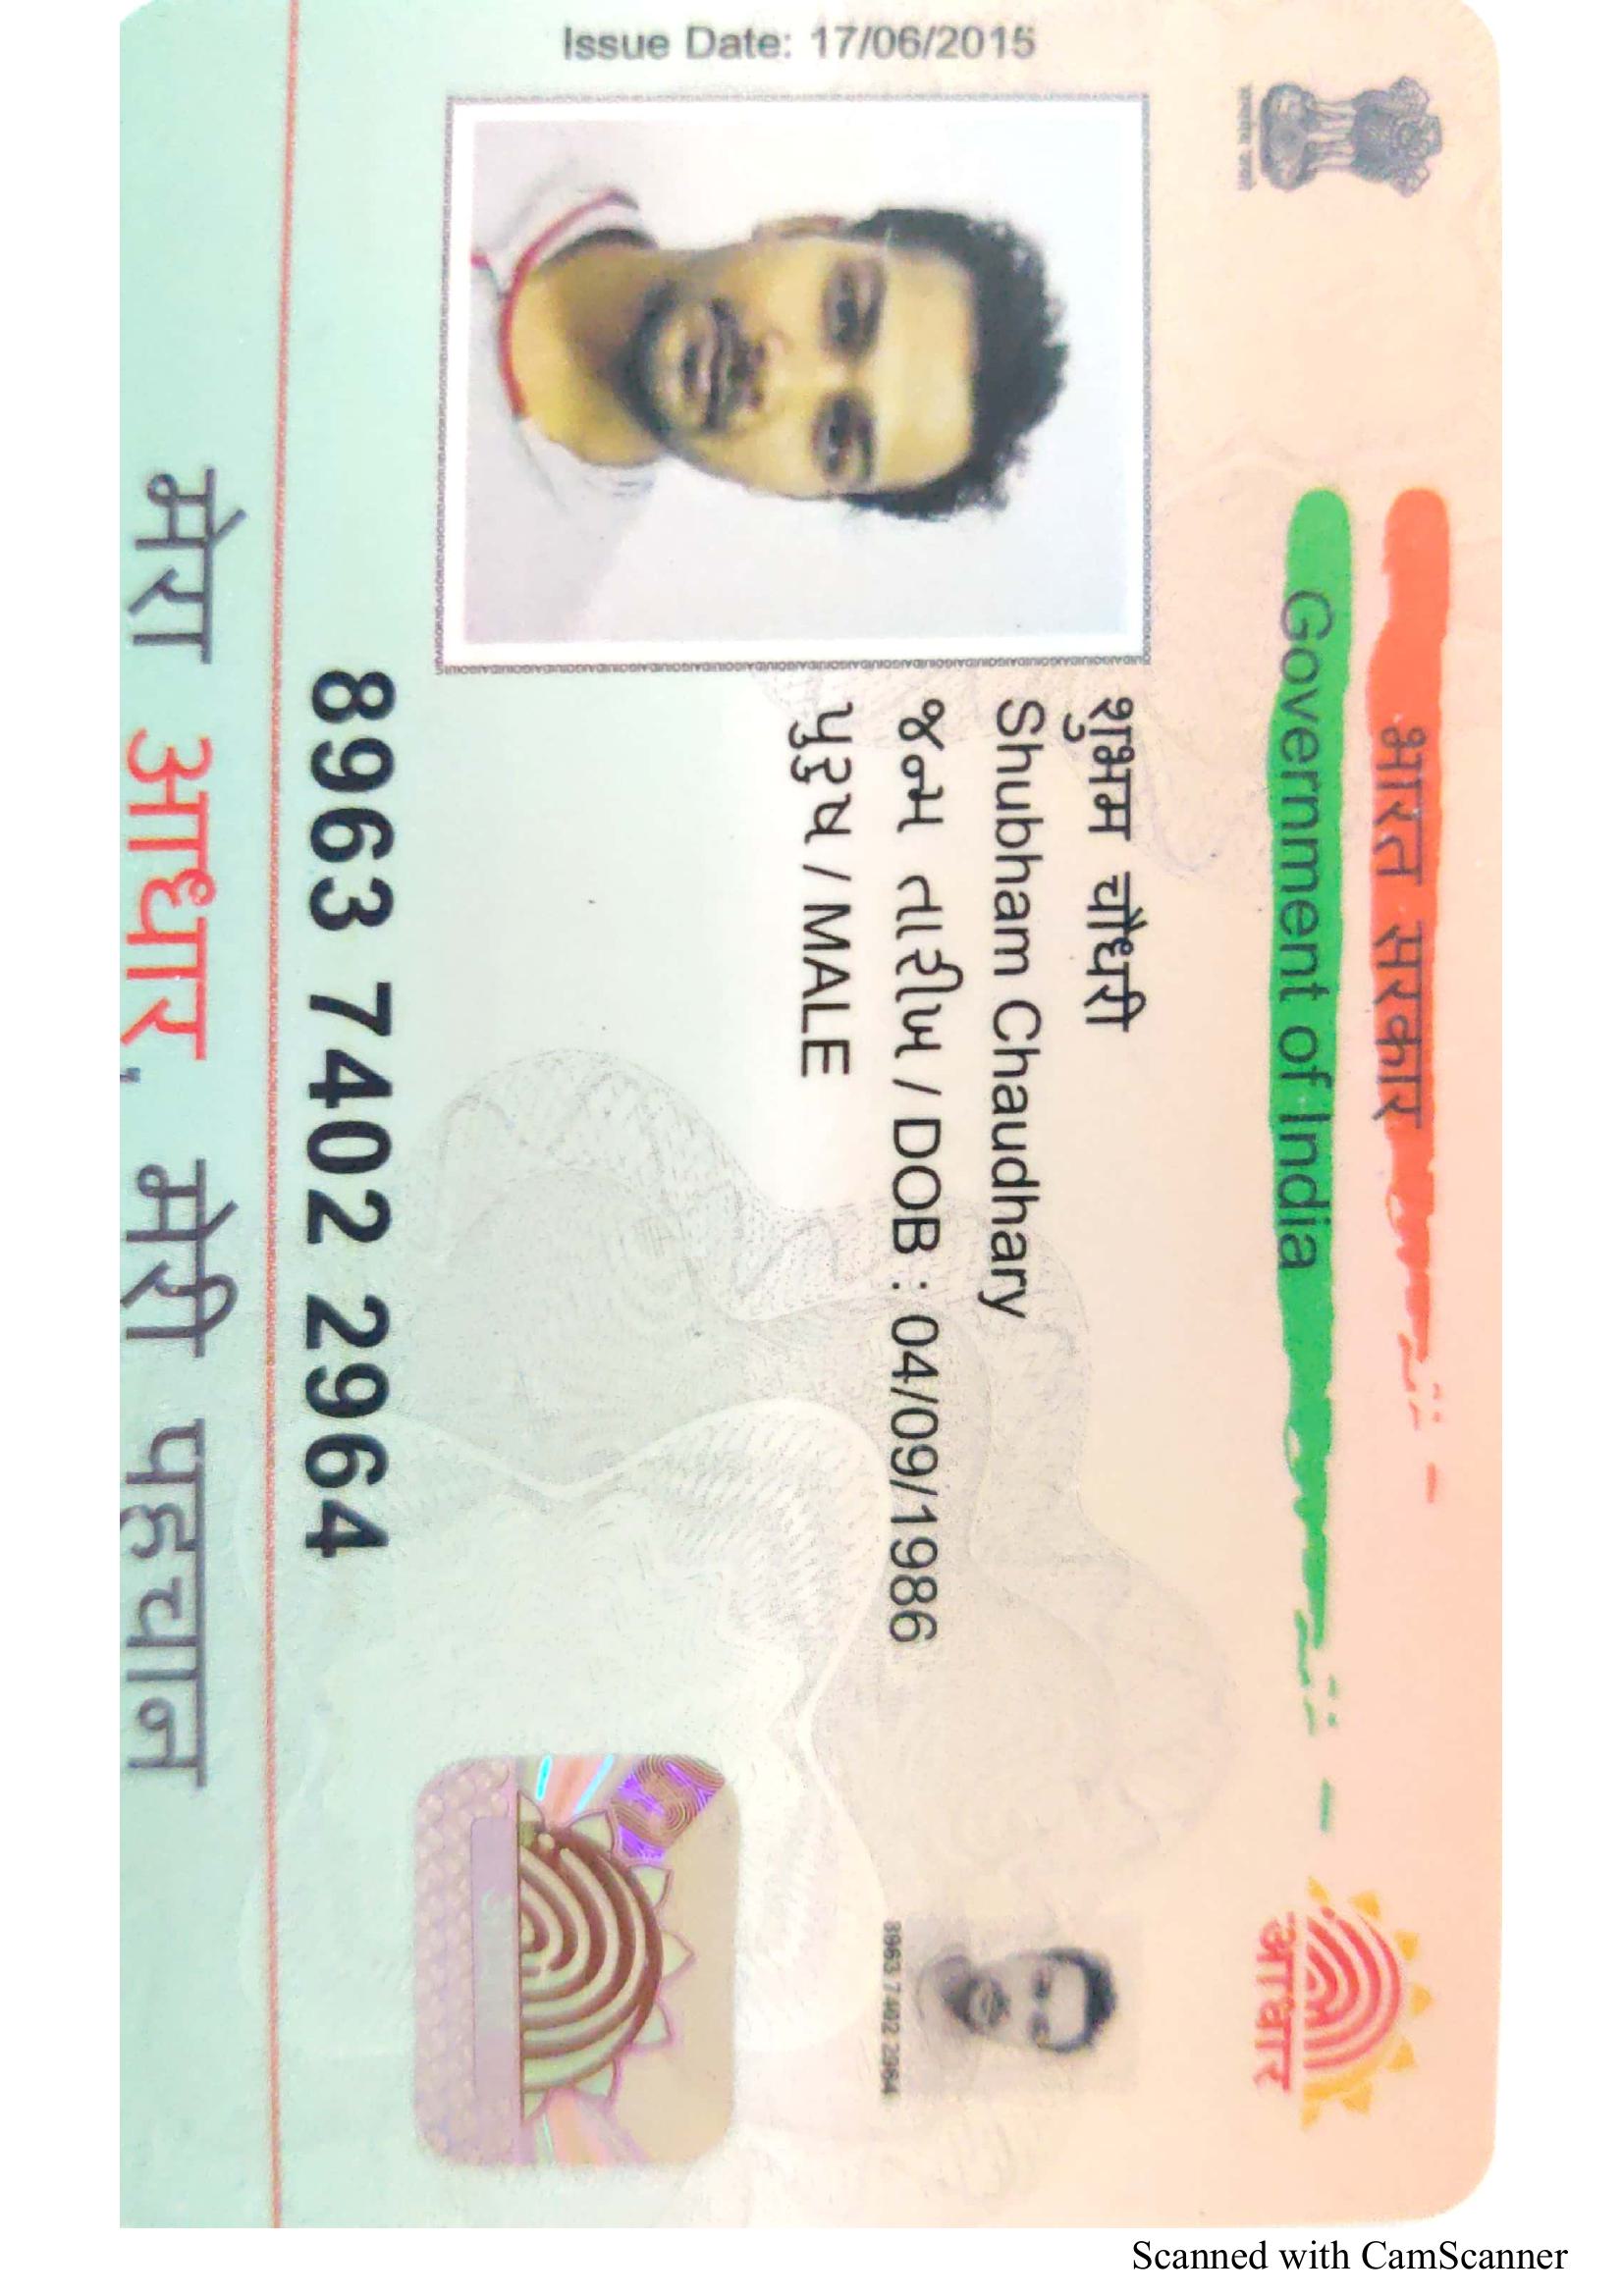 भारत सरकार
Government of India
Issue Date: 17/06/2015
शुभम चौधरी
Shubham Chaudhary
જન્મ તારીખ / DOB : 04/09/1986
પુરુષ / MALE
8963 7402 2964
आधार
8963 7402 2964
मेरा आधार, मेरी पहचान
Scanned with CamScanner